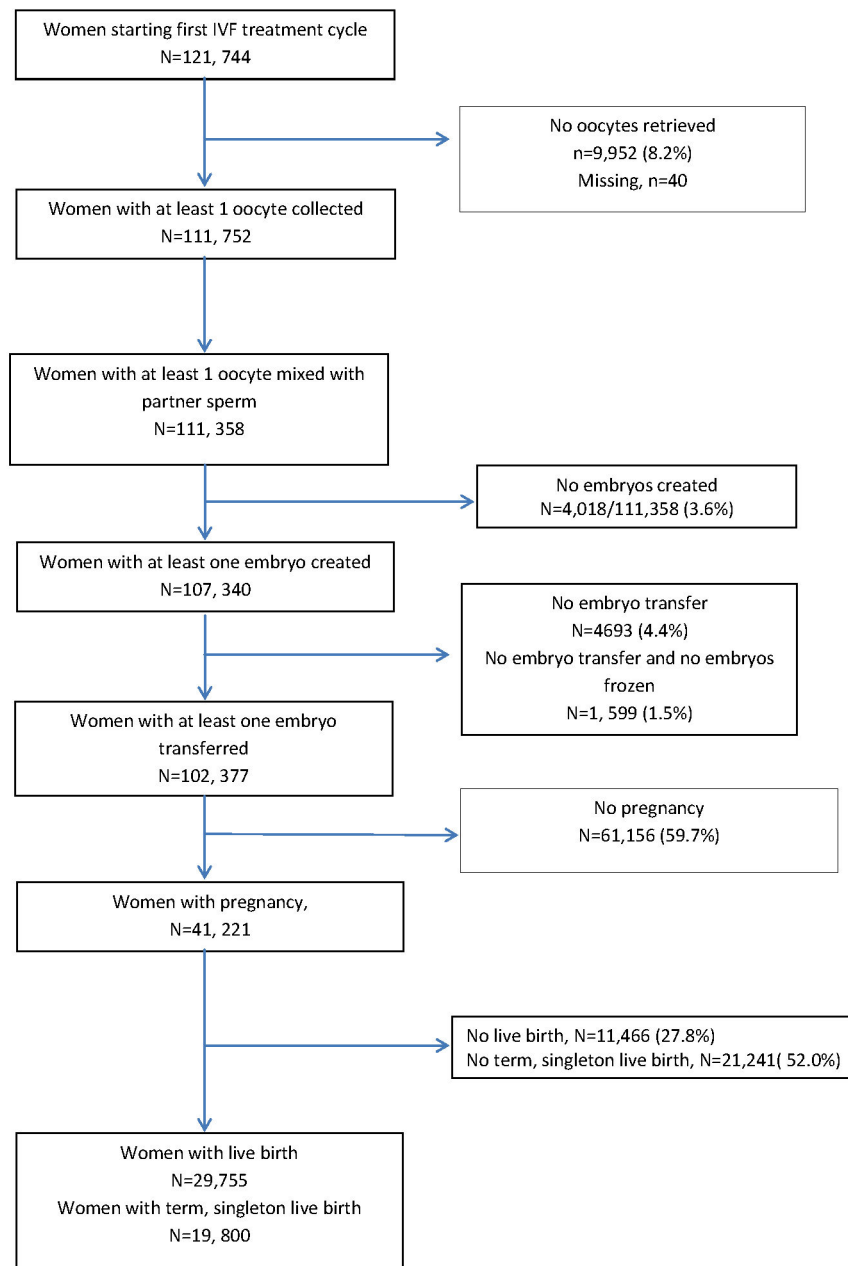 Women starting first IVF treatment cycle
N=121, 744
No oocytes retrieved
n=9,952 (8.2%)
Missing, n=40
Women with at least 1 oocyte collected
N=111, 752
Women with at least 1 oocyte mixed with
partner sperm
N=111, 358
No embryos created
N=4,018/111,358 (3.6%)
Women with at least one embryo created
N=107, 340
No embryo transfer
N=4693 (4.4%)
No embryo transfer and no embryos
frozen
N=1, 599 (1.5%)
Women with at least one embryo
transferred
N=102, 377
No pregnancy
N=61,156 (59.7%)
Women with pregnancy,
N=41, 221
No live birth, N=11,466 (27.8%)
No term, singleton live birth, N=21,241( 52.0%)
Women with live birth
N=29,755
Women with term, singleton live birth
N=19, 800